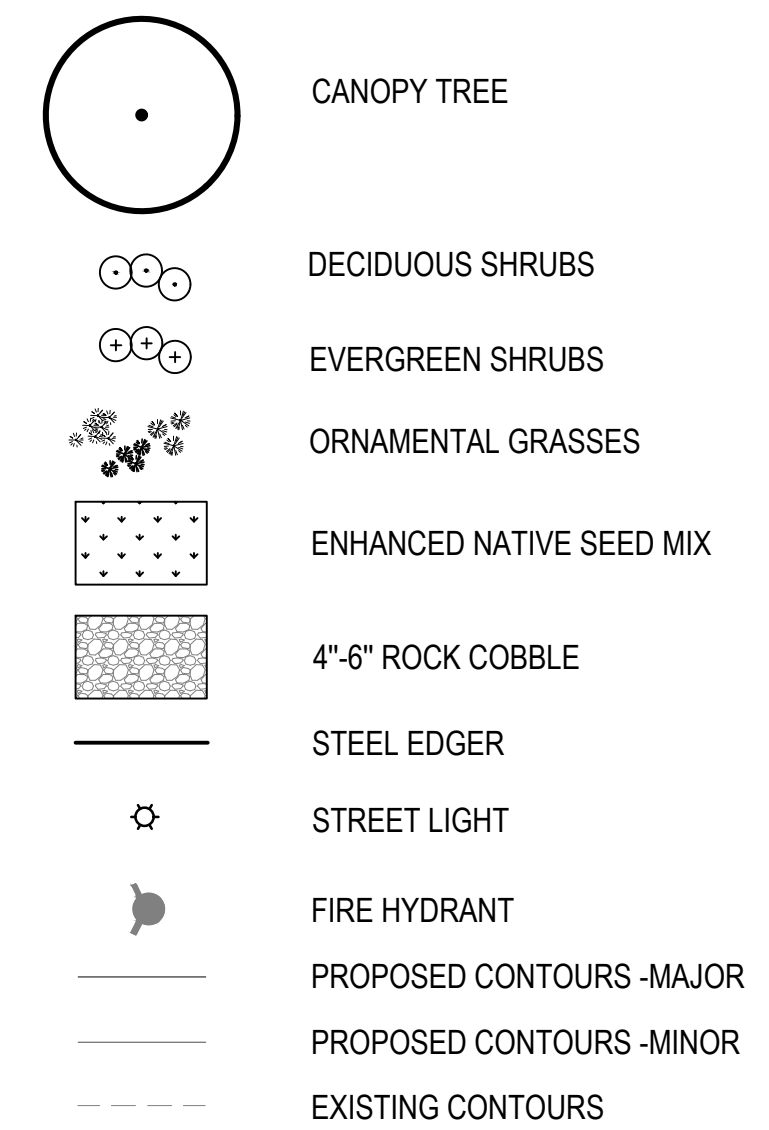 CANOPY TREE
DECIDUOUS SHRUBS
EVERGREEN SHRUBS
ORNAMENTAL GRASSES
ENHANCED NATIVE SEED MIX
4"-6" ROCK COBBLE
STEEL EDGER
STREET LIGHT
FIRE HYDRANT
PROPOSED CONTOURS -MAJOR
PROPOSED CONTOURS -MINOR
EXISTING CONTOURS